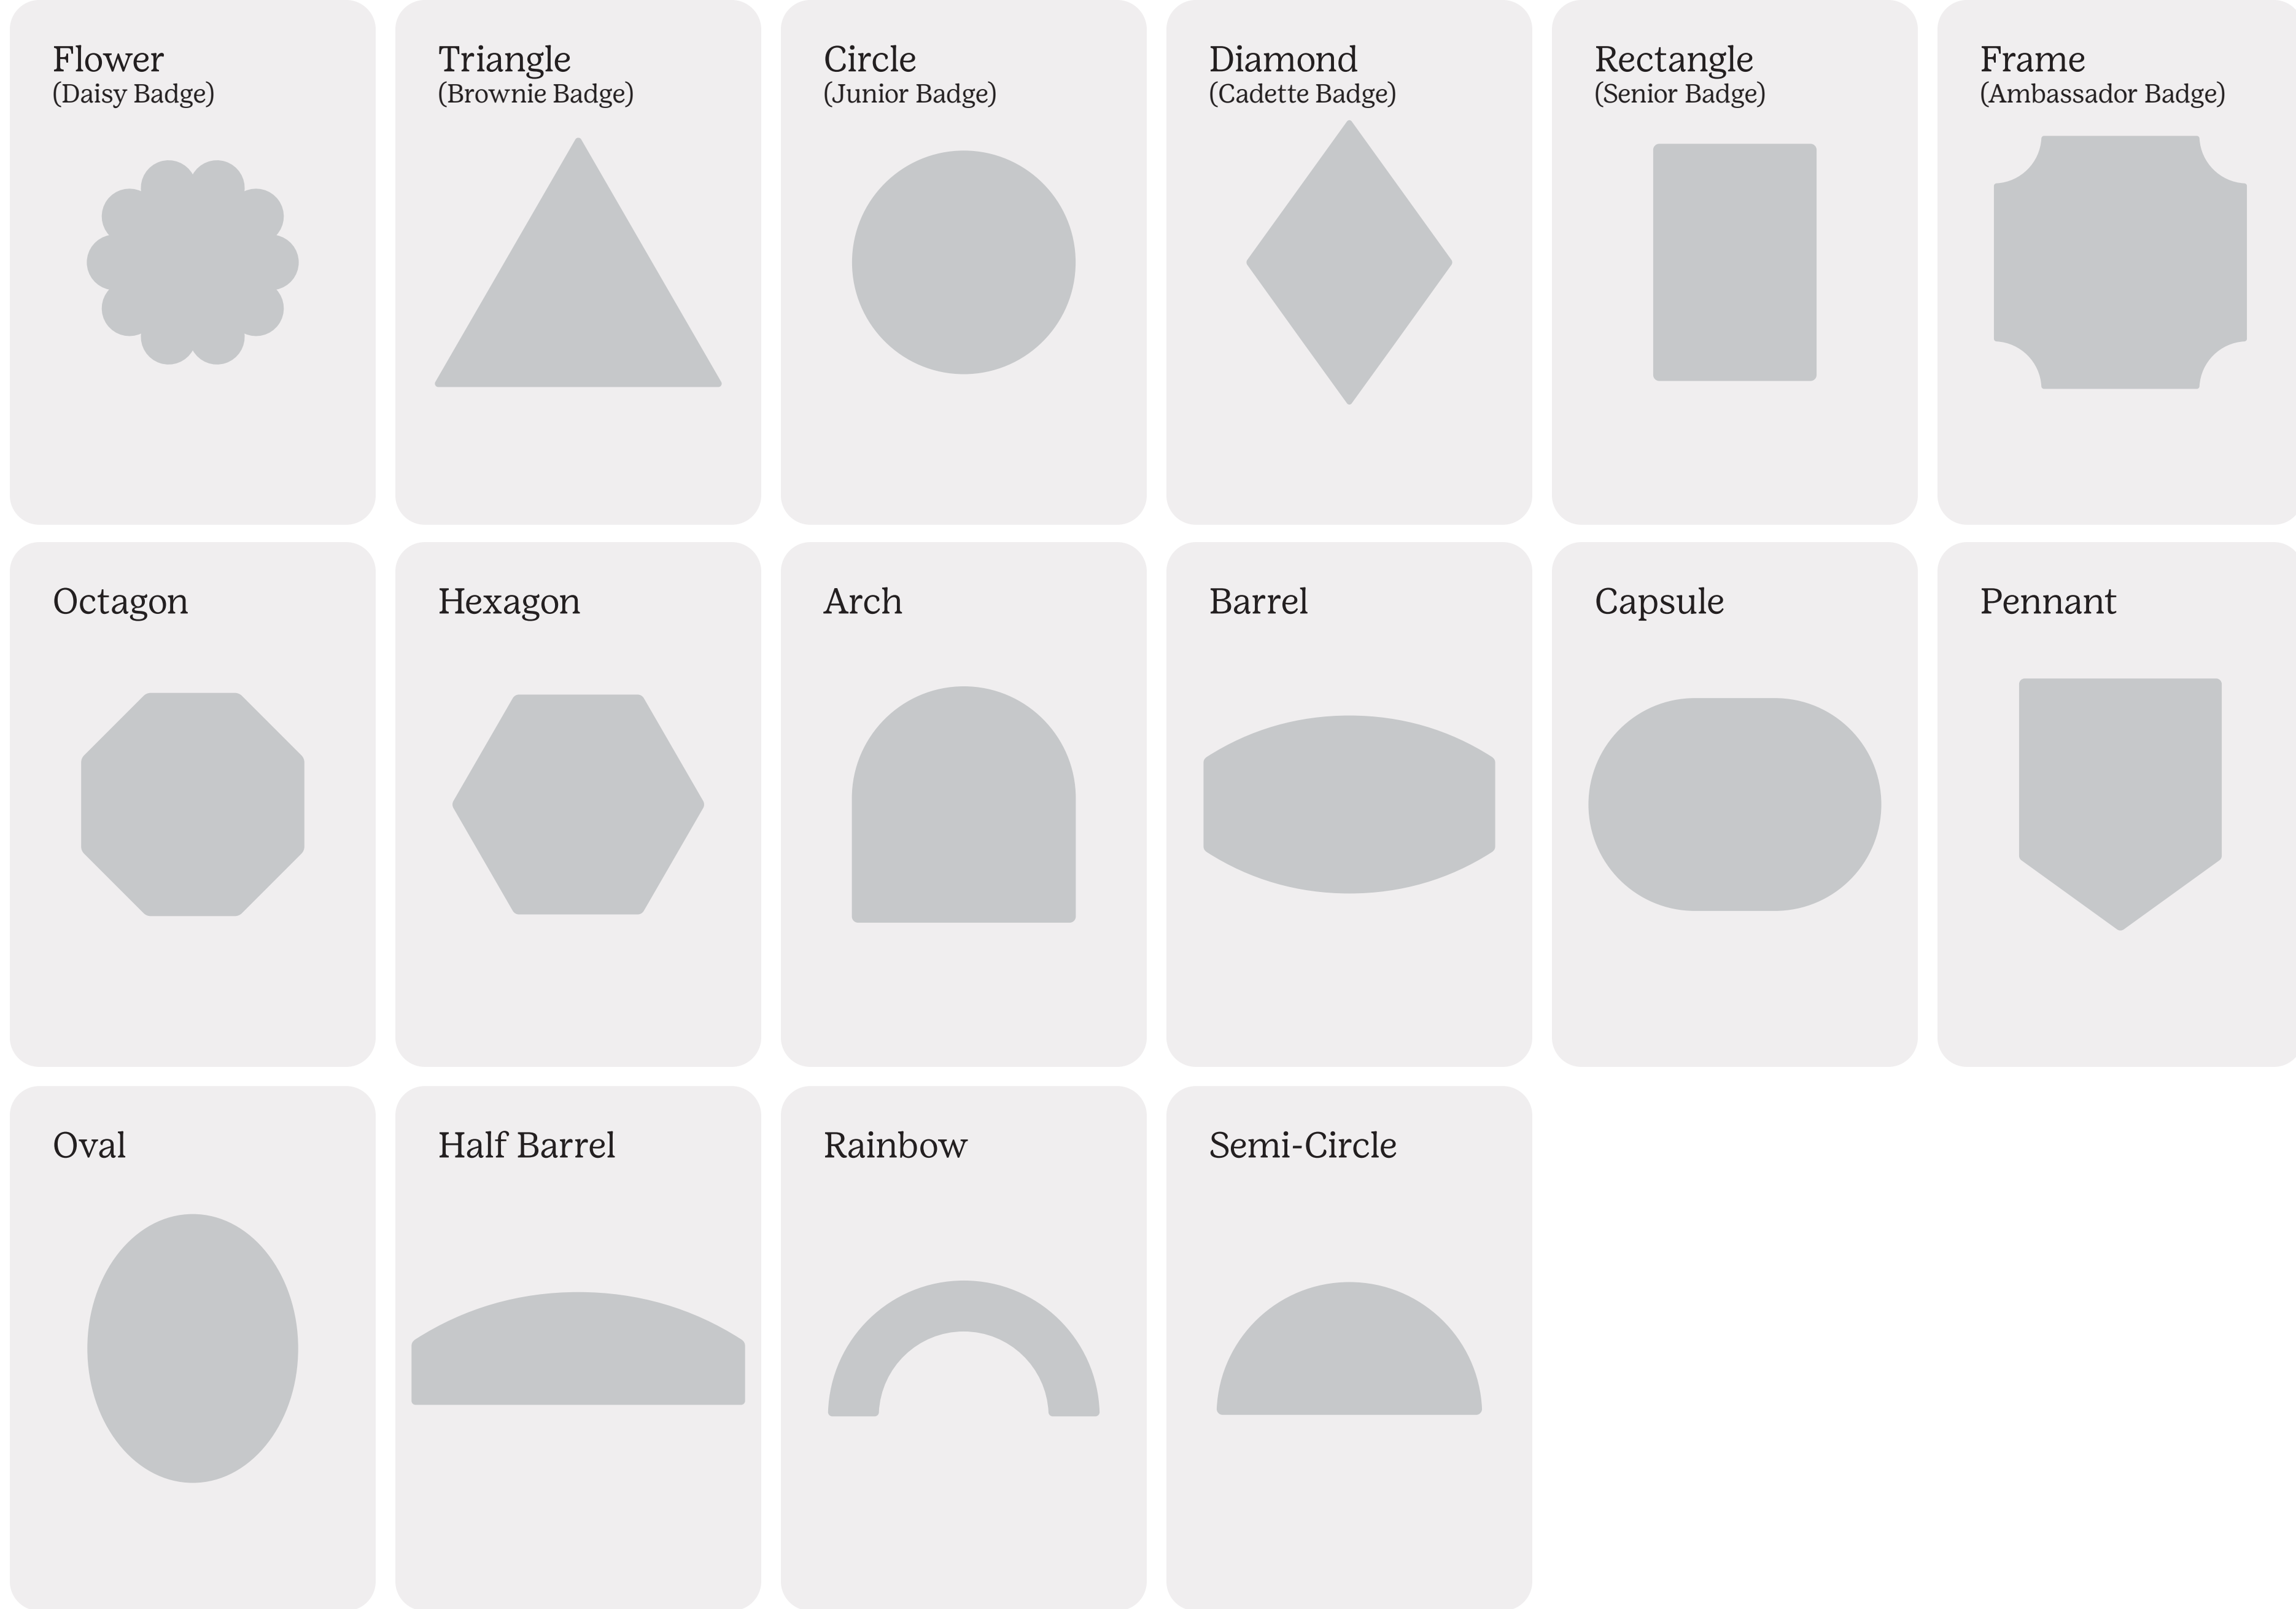 Flower
(Daisy Badge)
Triangle
(Brownie Badge)
Circle
(Junior Badge)
Diamond
(Cadette Badge)
Rectangle
(Senior Badge)
Frame
(Ambassador Badge)
Octagon
Hexagon
Arch
Barrel
Capsule
Pennant
Oval
Half Barrel
Rainbow
Semi-Circle